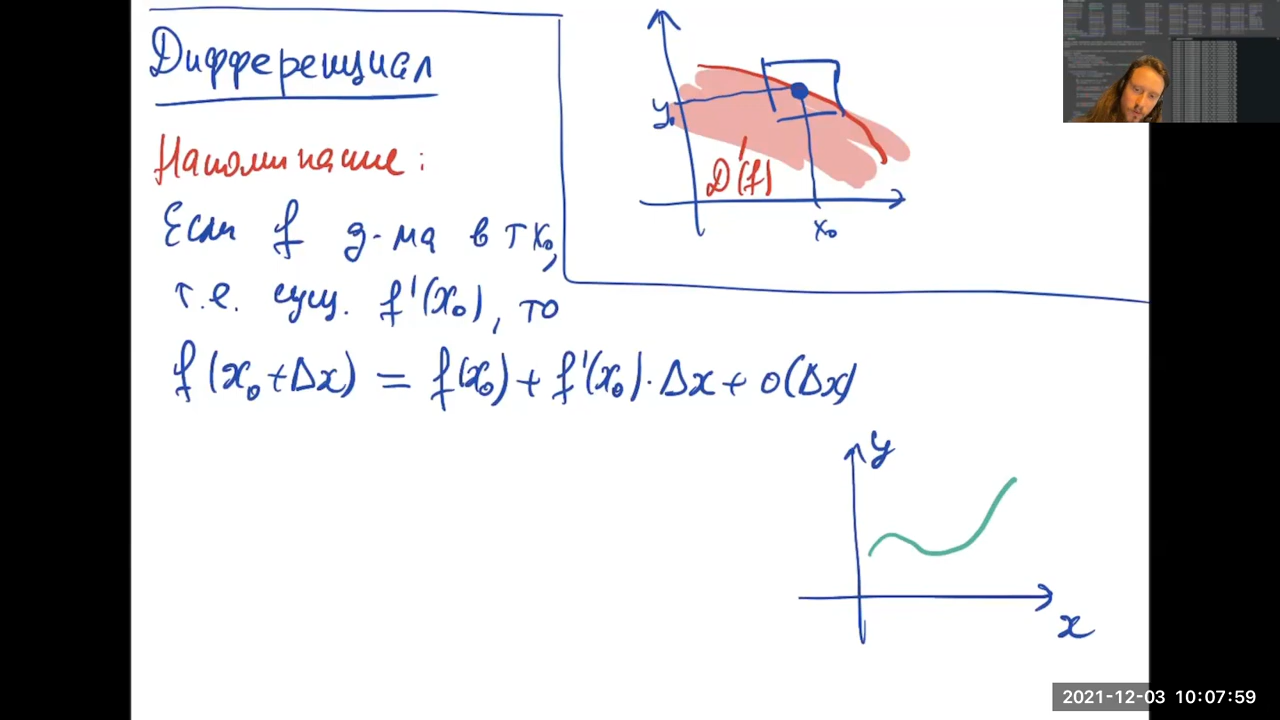 Дифференциал
Напоминание:
Если f д-ма в т x₀,
т.е. сущ. f'(x₀), то
f(x₀+Δx) = f(x₀) + f'(x₀)·Δx + o(Δx)
y₀
D'(f)
x₀
y
x
2021-12-03 10:07:59